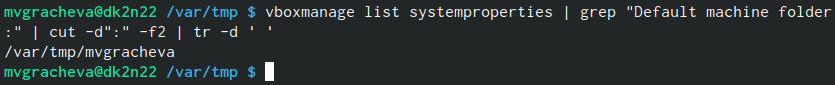 mvgracheva@dk2n22 /var/tmp $ vboxmanage list systemproperties | grep "Default machine folder
:" | cut -d":" -f2 | tr -d ' '
/var/tmp/mvgracheva
mvgracheva@dk2n22 /var/tmp $